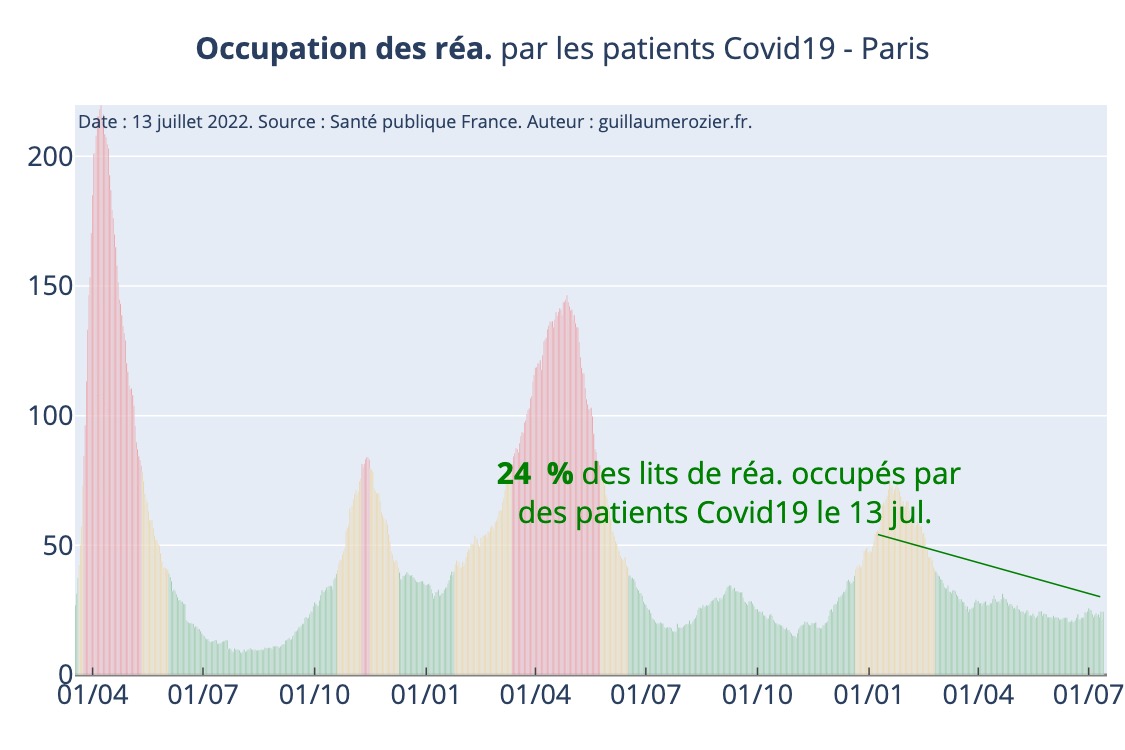 Occupation des réa. par les patients Covid19 - Paris
Date : 13 juillet 2022. Source : Santé publique France. Auteur : guillaumerozier.fr.
200
150
100
24 % des lits de réa. occupés par
des patients Covid19 le 13 jul.
50
0
01/04 01/07 01/10 01/01 01/04 01/07 01/10 01/01 01/04 01/07